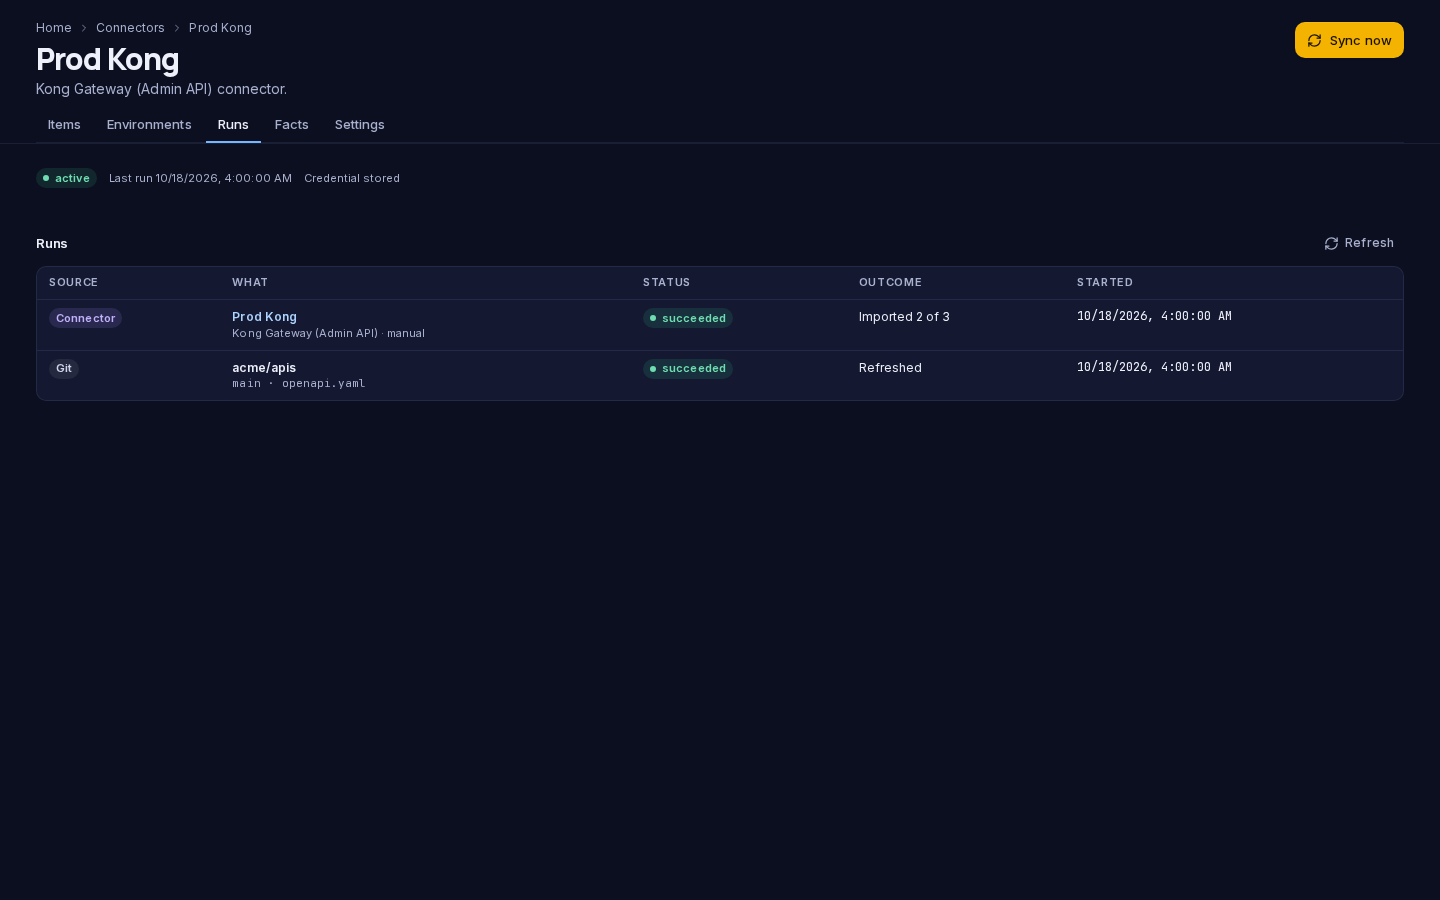 Home > Connectors > Prod Kong
Sync now
Prod Kong
Kong Gateway (Admin API) connector.
Items Environments Runs Facts Settings
active Last run 10/18/2026, 4:00:00 AM Credential stored
Runs
Refresh
SOURCE WHAT STATUS OUTCOME STARTED
Connector Prod Kong succeeded Imported 2 of 3 10/18/2026, 4:00:00 AM
Kong Gateway (Admin API) · manual
Git acme/apis succeeded Refreshed 10/18/2026, 4:00:00 AM
main · openapi.yaml